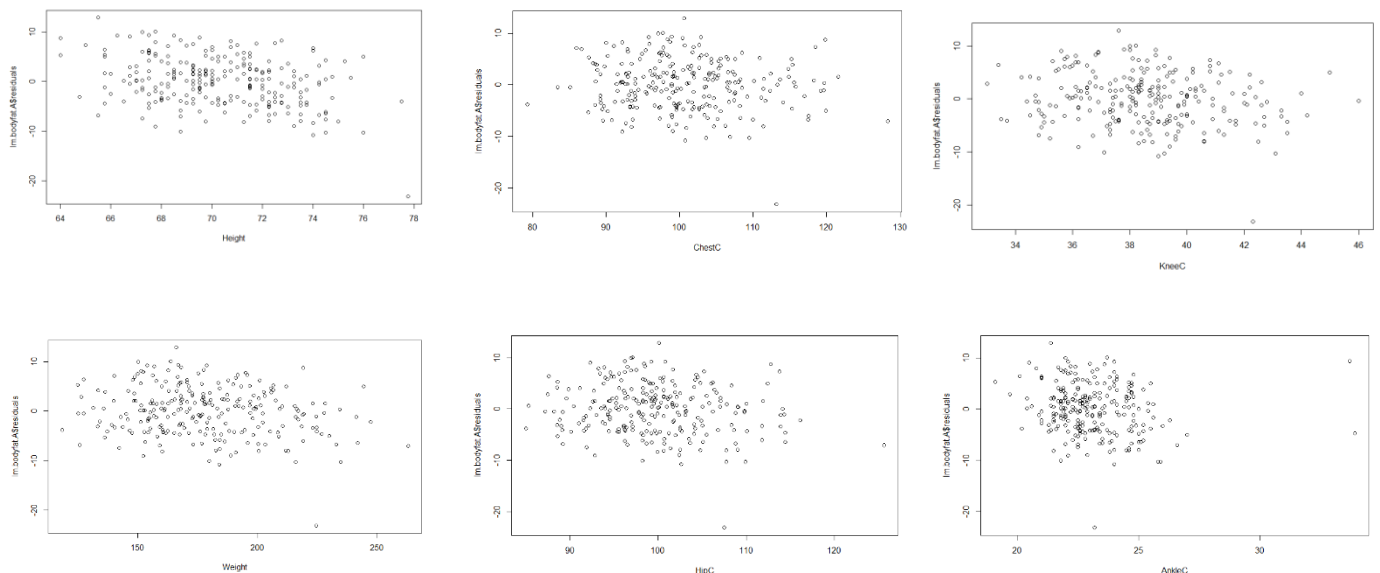 lm.bodyfat.A$residuals
10
0
-10
-20
64 66 68 70 72 74 76 78
Height
lm.bodyfat.A$residuals
10
0
-10
-20
80 90 100 110 120 130
ChestC
lm.bodyfat.A$residuals
10
0
-10
-20
34 36 38 40 42 44 46
KneeC
lm.bodyfat.A$residuals
10
0
-10
-20
150 200 250
Weight
lm.bodyfat.A$residuals
10
0
-10
-20
90 100 110 120
HipC
lm.bodyfat.A$residuals
10
0
-10
-20
20 25 30
AnkleC